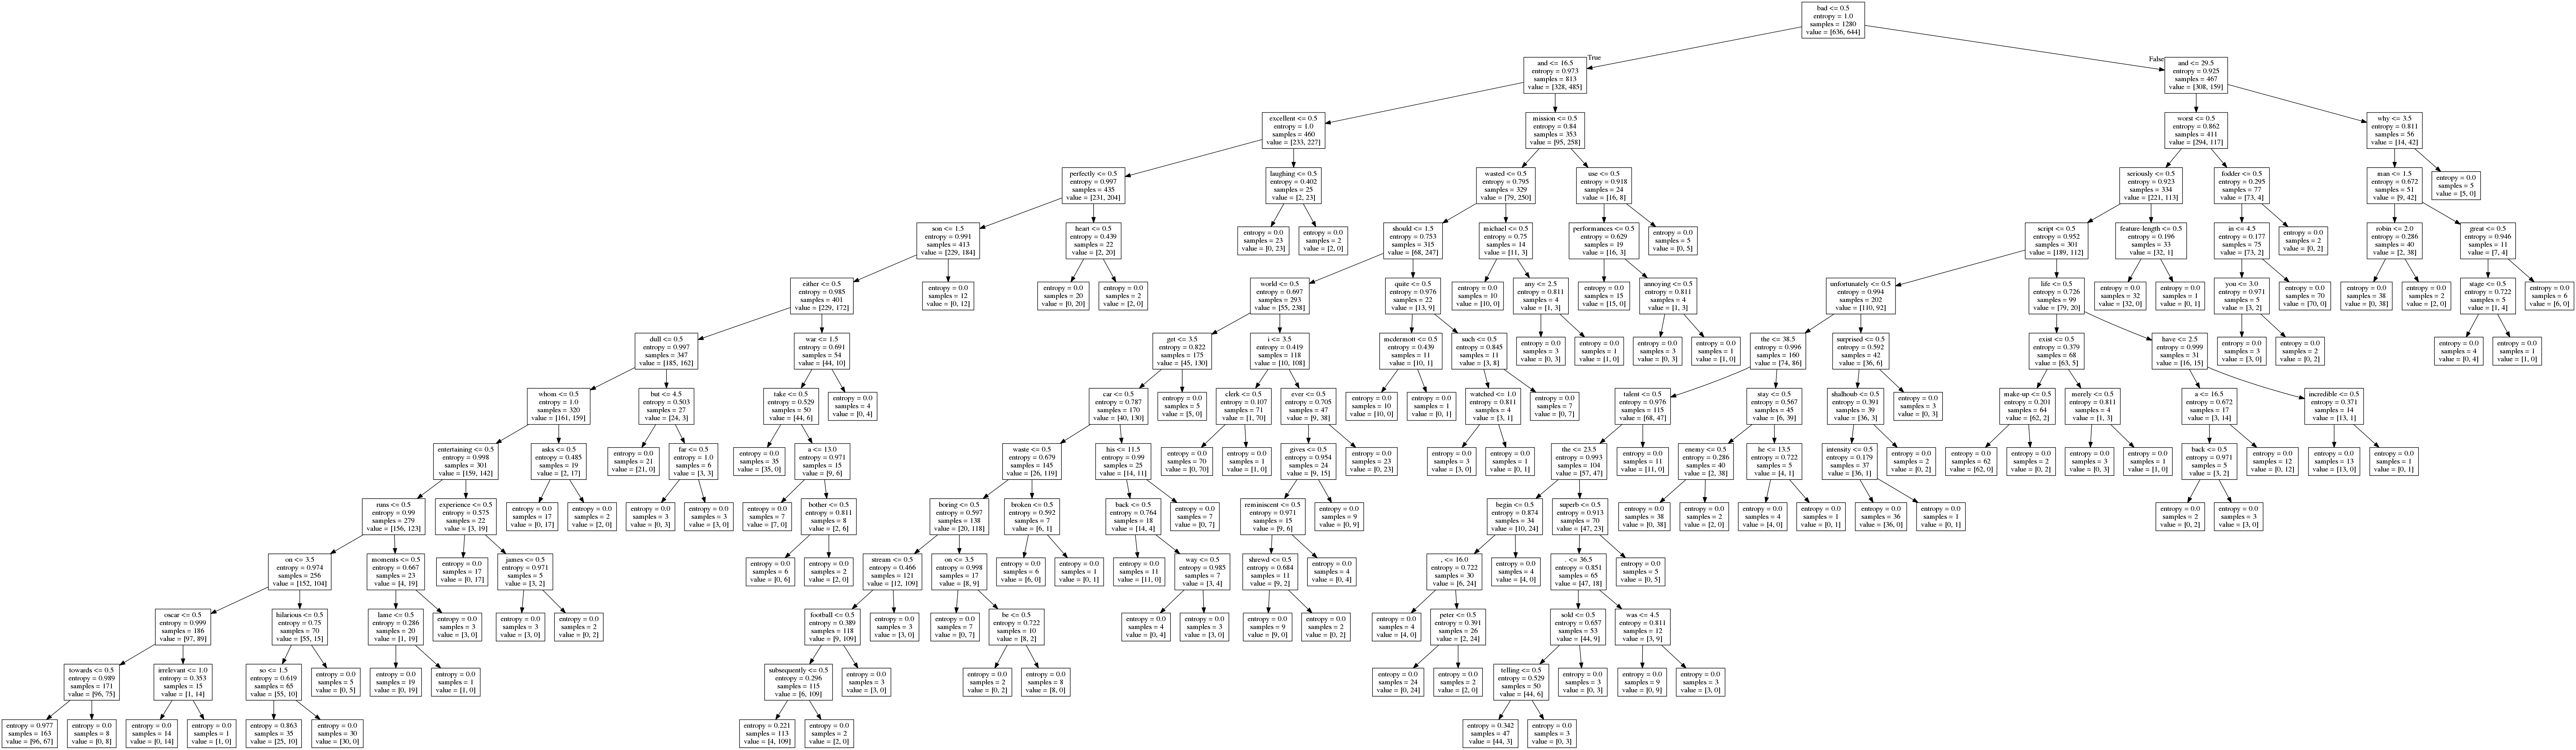 bad <= 0.5
entropy = 1.0
samples = 1280
value = [636, 644]
True
False
and <= 16.5
entropy = 0.973
samples = 813
value = [328, 485]
and <= 29.5
entropy = 0.925
samples = 467
value = [308, 159]
excellent <= 0.5
entropy = 1.0
samples = 460
value = [233, 227]
mission <= 0.5
entropy = 0.84
samples = 353
value = [95, 258]
worst <= 0.5
entropy = 0.862
samples = 411
value = [294, 117]
why <= 3.5
entropy = 0.811
samples = 56
value = [14, 42]
perfectly <= 0.5
entropy = 0.997
samples = 435
value = [231, 204]
laughing <= 0.5
entropy = 0.402
samples = 25
value = [2, 23]
wasted <= 0.5
entropy = 0.795
samples = 329
value = [79, 250]
use <= 0.5
entropy = 0.918
samples = 24
value = [16, 8]
seriously <= 0.5
entropy = 0.923
samples = 334
value = [221, 113]
fodder <= 0.5
entropy = 0.295
samples = 77
value = [73, 4]
man <= 1.5
entropy = 0.672
samples = 51
value = [9, 42]
entropy = 0.0
samples = 5
value = [5, 0]
son <= 1.5
entropy = 0.991
samples = 413
value = [229, 184]
heart <= 0.5
entropy = 0.439
samples = 22
value = [2, 20]
entropy = 0.0
samples = 23
value = [0, 23]
entropy = 0.0
samples = 2
value = [2, 0]
should <= 1.5
entropy = 0.753
samples = 315
value = [68, 247]
michael <= 0.5
entropy = 0.75
samples = 14
value = [11, 3]
performances <= 0.5
entropy = 0.629
samples = 19
value = [16, 3]
entropy = 0.0
samples = 5
value = [0, 5]
script <= 0.5
entropy = 0.952
samples = 301
value = [189, 112]
feature-length <= 0.5
entropy = 0.196
samples = 33
value = [32, 1]
in <= 4.5
entropy = 0.177
samples = 75
value = [73, 2]
entropy = 0.0
samples = 2
value = [0, 2]
robin <= 2.0
entropy = 0.286
samples = 40
value = [2, 38]
great <= 0.5
entropy = 0.946
samples = 11
value = [7, 4]
either <= 0.5
entropy = 0.985
samples = 401
value = [229, 172]
entropy = 0.0
samples = 12
value = [0, 12]
entropy = 0.0
samples = 20
value = [0, 20]
entropy = 0.0
samples = 2
value = [2, 0]
world <= 0.5
entropy = 0.697
samples = 293
value = [55, 238]
quite <= 0.5
entropy = 0.976
samples = 22
value = [13, 9]
entropy = 0.0
samples = 10
value = [10, 0]
any <= 2.5
entropy = 0.811
samples = 4
value = [1, 3]
entropy = 0.0
samples = 15
value = [15, 0]
annoying <= 0.5
entropy = 0.811
samples = 4
value = [1, 3]
unfortunately <= 0.5
entropy = 0.994
samples = 202
value = [110, 92]
life <= 0.5
entropy = 0.726
samples = 99
value = [79, 20]
entropy = 0.0
samples = 32
value = [32, 0]
entropy = 0.0
samples = 1
value = [0, 1]
you <= 3.0
entropy = 0.971
samples = 5
value = [3, 2]
entropy = 0.0
samples = 70
value = [70, 0]
entropy = 0.0
samples = 38
value = [0, 38]
entropy = 0.0
samples = 2
value = [2, 0]
stage <= 0.5
entropy = 0.722
samples = 5
value = [1, 4]
entropy = 0.0
samples = 6
value = [6, 0]
dull <= 0.5
entropy = 0.997
samples = 347
value = [185, 162]
war <= 1.5
entropy = 0.691
samples = 54
value = [44, 10]
get <= 3.5
entropy = 0.822
samples = 175
value = [45, 130]
i <= 3.5
entropy = 0.419
samples = 118
value = [10, 108]
mcdermott <= 0.5
entropy = 0.439
samples = 11
value = [10, 1]
such <= 0.5
entropy = 0.845
samples = 11
value = [3, 8]
entropy = 0.0
samples = 3
value = [0, 3]
entropy = 0.0
samples = 1
value = [1, 0]
entropy = 0.0
samples = 3
value = [0, 3]
entropy = 0.0
samples = 1
value = [1, 0]
the <= 38.5
entropy = 0.996
samples = 160
value = [74, 86]
surprised <= 0.5
entropy = 0.592
samples = 42
value = [36, 6]
exist <= 0.5
entropy = 0.379
samples = 68
value = [63, 5]
have <= 2.5
entropy = 0.999
samples = 31
value = [16, 15]
entropy = 0.0
samples = 3
value = [3, 0]
entropy = 0.0
samples = 2
value = [0, 2]
entropy = 0.0
samples = 4
value = [0, 4]
entropy = 0.0
samples = 1
value = [1, 0]
whom <= 0.5
entropy = 1.0
samples = 320
value = [161, 159]
but <= 4.5
entropy = 0.503
samples = 27
value = [24, 3]
take <= 0.5
entropy = 0.529
samples = 50
value = [44, 6]
entropy = 0.0
samples = 4
value = [0, 4]
car <= 0.5
entropy = 0.787
samples = 170
value = [40, 130]
entropy = 0.0
samples = 5
value = [5, 0]
clerk <= 0.5
entropy = 0.107
samples = 71
value = [1, 70]
ever <= 0.5
entropy = 0.705
samples = 47
value = [9, 38]
entropy = 0.0
samples = 10
value = [10, 0]
entropy = 0.0
samples = 1
value = [0, 1]
watched <= 1.0
entropy = 0.811
samples = 4
value = [3, 1]
entropy = 0.0
samples = 7
value = [0, 7]
talent <= 0.5
entropy = 0.976
samples = 115
value = [68, 47]
stay <= 0.5
entropy = 0.567
samples = 45
value = [6, 39]
shalhoub <= 0.5
entropy = 0.391
samples = 39
value = [36, 3]
entropy = 0.0
samples = 3
value = [0, 3]
make-up <= 0.5
entropy = 0.201
samples = 64
value = [62, 2]
merely <= 0.5
entropy = 0.811
samples = 4
value = [1, 3]
a <= 16.5
entropy = 0.672
samples = 17
value = [3, 14]
incredible <= 0.5
entropy = 0.371
samples = 14
value = [13, 1]
entertaining <= 0.5
entropy = 0.998
samples = 301
value = [159, 142]
asks <= 0.5
entropy = 0.485
samples = 19
value = [2, 17]
entropy = 0.0
samples = 21
value = [21, 0]
far <= 0.5
entropy = 1.0
samples = 6
value = [3, 3]
entropy = 0.0
samples = 35
value = [35, 0]
a <= 13.0
entropy = 0.971
samples = 15
value = [9, 6]
waste <= 0.5
entropy = 0.679
samples = 145
value = [26, 119]
his <= 11.5
entropy = 0.99
samples = 25
value = [14, 11]
entropy = 0.0
samples = 70
value = [0, 70]
entropy = 0.0
samples = 1
value = [1, 0]
gives <= 0.5
entropy = 0.954
samples = 24
value = [9, 15]
entropy = 0.0
samples = 23
value = [0, 23]
entropy = 0.0
samples = 3
value = [3, 0]
entropy = 0.0
samples = 1
value = [0, 1]
the <= 23.5
entropy = 0.993
samples = 104
value = [57, 47]
entropy = 0.0
samples = 11
value = [11, 0]
enemy <= 0.5
entropy = 0.286
samples = 40
value = [2, 38]
he <= 13.5
entropy = 0.722
samples = 5
value = [4, 1]
intensity <= 0.5
entropy = 0.179
samples = 37
value = [36, 1]
entropy = 0.0
samples = 2
value = [0, 2]
entropy = 0.0
samples = 62
value = [62, 0]
entropy = 0.0
samples = 2
value = [0, 2]
entropy = 0.0
samples = 3
value = [0, 3]
entropy = 0.0
samples = 1
value = [1, 0]
back <= 0.5
entropy = 0.971
samples = 5
value = [3, 2]
entropy = 0.0
samples = 12
value = [0, 12]
entropy = 0.0
samples = 13
value = [13, 0]
entropy = 0.0
samples = 1
value = [0, 1]
runs <= 0.5
entropy = 0.99
samples = 279
value = [156, 123]
experience <= 0.5
entropy = 0.575
samples = 22
value = [3, 19]
entropy = 0.0
samples = 17
value = [0, 17]
entropy = 0.0
samples = 2
value = [2, 0]
entropy = 0.0
samples = 3
value = [0, 3]
entropy = 0.0
samples = 3
value = [3, 0]
entropy = 0.0
samples = 7
value = [7, 0]
bother <= 0.5
entropy = 0.811
samples = 8
value = [2, 6]
boring <= 0.5
entropy = 0.597
samples = 138
value = [20, 118]
broken <= 0.5
entropy = 0.592
samples = 7
value = [6, 1]
back <= 0.5
entropy = 0.764
samples = 18
value = [14, 4]
entropy = 0.0
samples = 7
value = [0, 7]
reminiscent <= 0.5
entropy = 0.971
samples = 15
value = [9, 6]
entropy = 0.0
samples = 9
value = [0, 9]
begin <= 0.5
entropy = 0.874
samples = 34
value = [10, 24]
superb <= 0.5
entropy = 0.913
samples = 70
value = [47, 23]
entropy = 0.0
samples = 38
value = [0, 38]
entropy = 0.0
samples = 2
value = [2, 0]
entropy = 0.0
samples = 4
value = [4, 0]
entropy = 0.0
samples = 1
value = [0, 1]
entropy = 0.0
samples = 36
value = [36, 0]
entropy = 0.0
samples = 1
value = [0, 1]
entropy = 0.0
samples = 2
value = [0, 2]
entropy = 0.0
samples = 3
value = [3, 0]
on <= 3.5
entropy = 0.974
samples = 256
value = [152, 104]
moments <= 0.5
entropy = 0.667
samples = 23
value = [4, 19]
entropy = 0.0
samples = 17
value = [0, 17]
james <= 0.5
entropy = 0.971
samples = 5
value = [3, 2]
entropy = 0.0
samples = 6
value = [0, 6]
entropy = 0.0
samples = 2
value = [2, 0]
stream <= 0.5
entropy = 0.466
samples = 121
value = [12, 109]
on <= 3.5
entropy = 0.998
samples = 17
value = [8, 9]
entropy = 0.0
samples = 6
value = [6, 0]
entropy = 0.0
samples = 1
value = [0, 1]
entropy = 0.0
samples = 11
value = [11, 0]
way <= 0.5
entropy = 0.985
samples = 7
value = [3, 4]
shrewd <= 0.5
entropy = 0.684
samples = 11
value = [9, 2]
entropy = 0.0
samples = 4
value = [0, 4]
, <= 16.0
entropy = 0.722
samples = 30
value = [6, 24]
entropy = 0.0
samples = 4
value = [4, 0]
, <= 36.5
entropy = 0.851
samples = 65
value = [47, 18]
entropy = 0.0
samples = 5
value = [0, 5]
oscar <= 0.5
entropy = 0.999
samples = 186
value = [97, 89]
hilarious <= 0.5
entropy = 0.75
samples = 70
value = [55, 15]
lane <= 0.5
entropy = 0.286
samples = 20
value = [1, 19]
entropy = 0.0
samples = 3
value = [3, 0]
entropy = 0.0
samples = 3
value = [3, 0]
entropy = 0.0
samples = 2
value = [0, 2]
football <= 0.5
entropy = 0.389
samples = 118
value = [9, 109]
entropy = 0.0
samples = 3
value = [3, 0]
entropy = 0.0
samples = 7
value = [0, 7]
be <= 0.5
entropy = 0.722
samples = 10
value = [8, 2]
entropy = 0.0
samples = 4
value = [0, 4]
entropy = 0.0
samples = 3
value = [3, 0]
entropy = 0.0
samples = 9
value = [9, 0]
entropy = 0.0
samples = 2
value = [0, 2]
entropy = 0.0
samples = 4
value = [4, 0]
peter <= 0.5
entropy = 0.391
samples = 26
value = [2, 24]
sold <= 0.5
entropy = 0.657
samples = 53
value = [44, 9]
was <= 4.5
entropy = 0.811
samples = 12
value = [3, 9]
towards <= 0.5
entropy = 0.989
samples = 171
value = [96, 75]
irrelevant <= 1.0
entropy = 0.353
samples = 15
value = [1, 14]
so <= 1.5
entropy = 0.619
samples = 65
value = [55, 10]
entropy = 0.0
samples = 5
value = [0, 5]
entropy = 0.0
samples = 19
value = [0, 19]
entropy = 0.0
samples = 1
value = [1, 0]
subsequently <= 0.5
entropy = 0.296
samples = 115
value = [6, 109]
entropy = 0.0
samples = 3
value = [3, 0]
entropy = 0.0
samples = 2
value = [0, 2]
entropy = 0.0
samples = 8
value = [8, 0]
entropy = 0.0
samples = 24
value = [0, 24]
entropy = 0.0
samples = 2
value = [2, 0]
telling <= 0.5
entropy = 0.529
samples = 50
value = [44, 6]
entropy = 0.0
samples = 3
value = [0, 3]
entropy = 0.0
samples = 9
value = [0, 9]
entropy = 0.0
samples = 3
value = [3, 0]
entropy = 0.977
samples = 163
value = [96, 67]
entropy = 0.0
samples = 8
value = [0, 8]
entropy = 0.0
samples = 14
value = [0, 14]
entropy = 0.0
samples = 1
value = [1, 0]
entropy = 0.863
samples = 35
value = [25, 10]
entropy = 0.0
samples = 30
value = [30, 0]
entropy = 0.221
samples = 113
value = [4, 109]
entropy = 0.0
samples = 2
value = [2, 0]
entropy = 0.342
samples = 47
value = [44, 3]
entropy = 0.0
samples = 3
value = [0, 3]